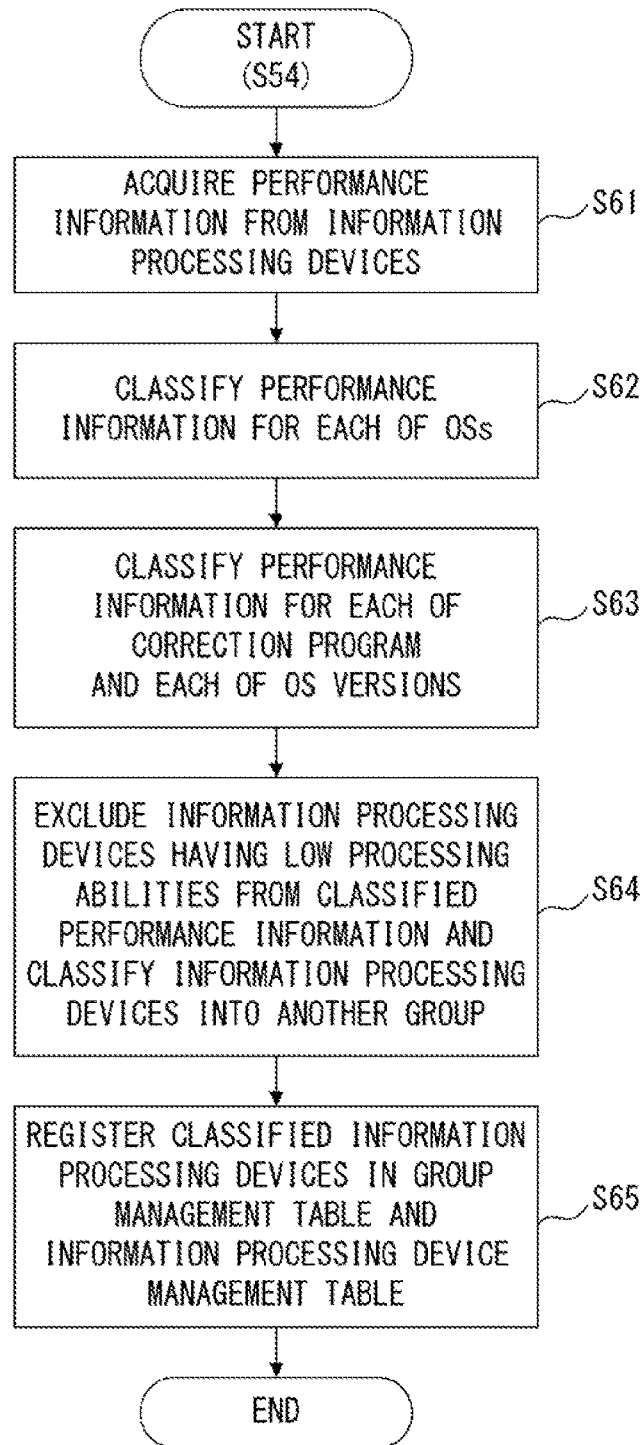 START
(S54)
ACQUIRE PERFORMANCE
INFORMATION FROM INFORMATION
PROCESSING DEVICES
S61
CLASSIFY PERFORMANCE
INFORMATION FOR EACH OF OSs
S62
CLASSIFY PERFORMANCE
INFORMATION FOR EACH OF
CORRECTION PROGRAM
AND EACH OF OS VERSIONS
S63
EXCLUDE INFORMATION PROCESSING
DEVICES HAVING LOW PROCESSING
ABILITIES FROM CLASSIFIED
PERFORMANCE INFORMATION AND
CLASSIFY INFORMATION PROCESSING
DEVICES INTO ANOTHER GROUP
S64
REGISTER CLASSIFIED INFORMATION
PROCESSING DEVICES IN GROUP
MANAGEMENT TABLE AND
INFORMATION PROCESSING DEVICE
MANAGEMENT TABLE
S65
END